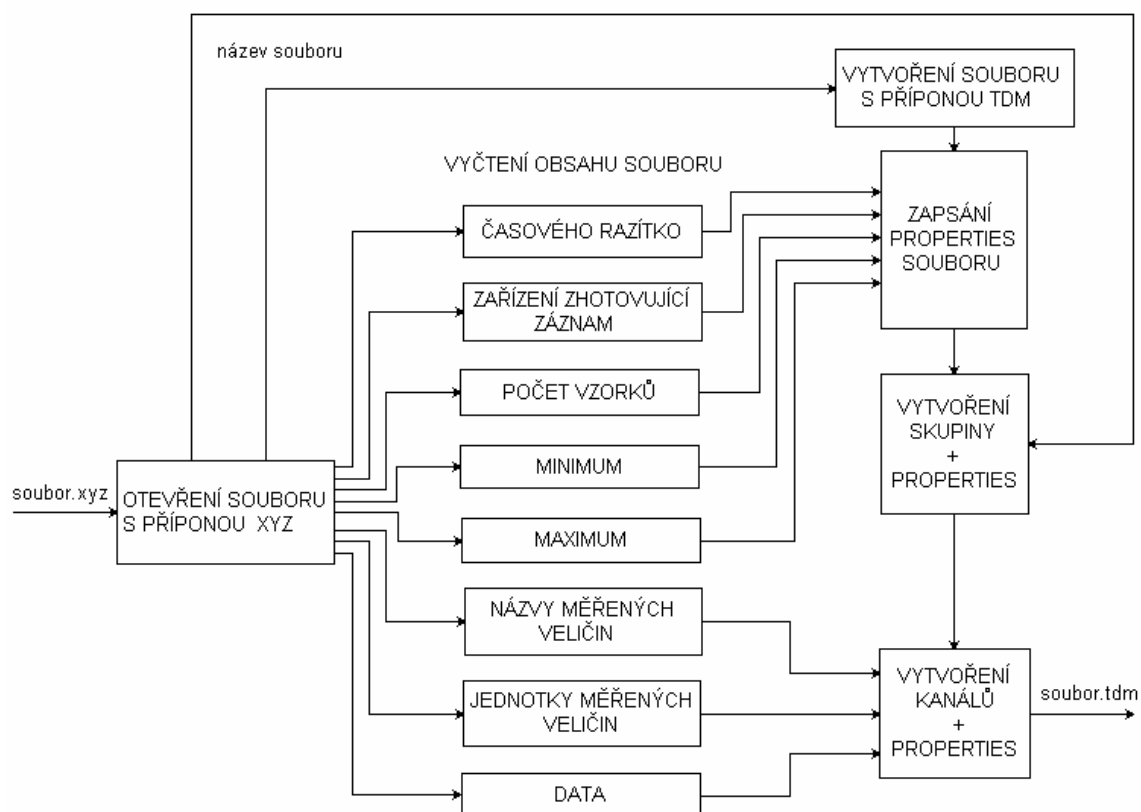 název souboru
VYTVOŘENÍ SOUBORU
S PŘÍPONOU TDM
VYČTENÍ OBSAHU SOUBORU
ČASOVÉHO RAZÍTKO
ZAPSÁNÍ
PROPERTIES
SOUBORU
ZAŘÍZENÍ ZHOTOVUJÍCÍ
ZÁZNAM
POČET VZORKŮ
VYTVOŘENÍ
SKUPINY
+
PROPERTIES
MINIMUM
soubor.xyz
OTEVŘENÍ SOUBORU
S PŘÍPONOU XYZ
MAXIMUM
NÁZVY MĚŘENÝCH
VELIČIN
JEDNOTKY MĚŘENÝCH
VELIČIN
VYTVOŘENÍ
KANÁLŮ
+
PROPERTIES
soubor.tdm
DATA